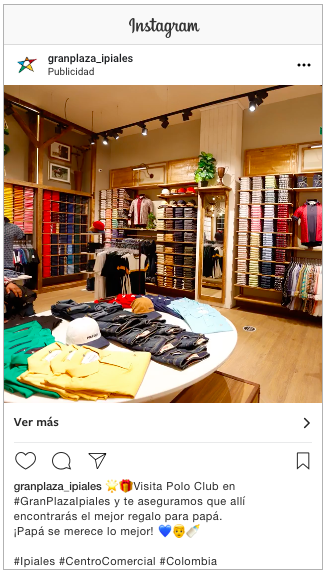 Instagram
granplaza_ipiales
Publicidad
Ver más
granplaza_ipiales 🌟🎁Visita Polo Club en
#GranPlazaIpiales y te aseguramos que allí
encontrarás el mejor regalo para papá.
¡Papá se merece lo mejor! 💙👨🍼
#Ipiales #CentroComercial #Colombia